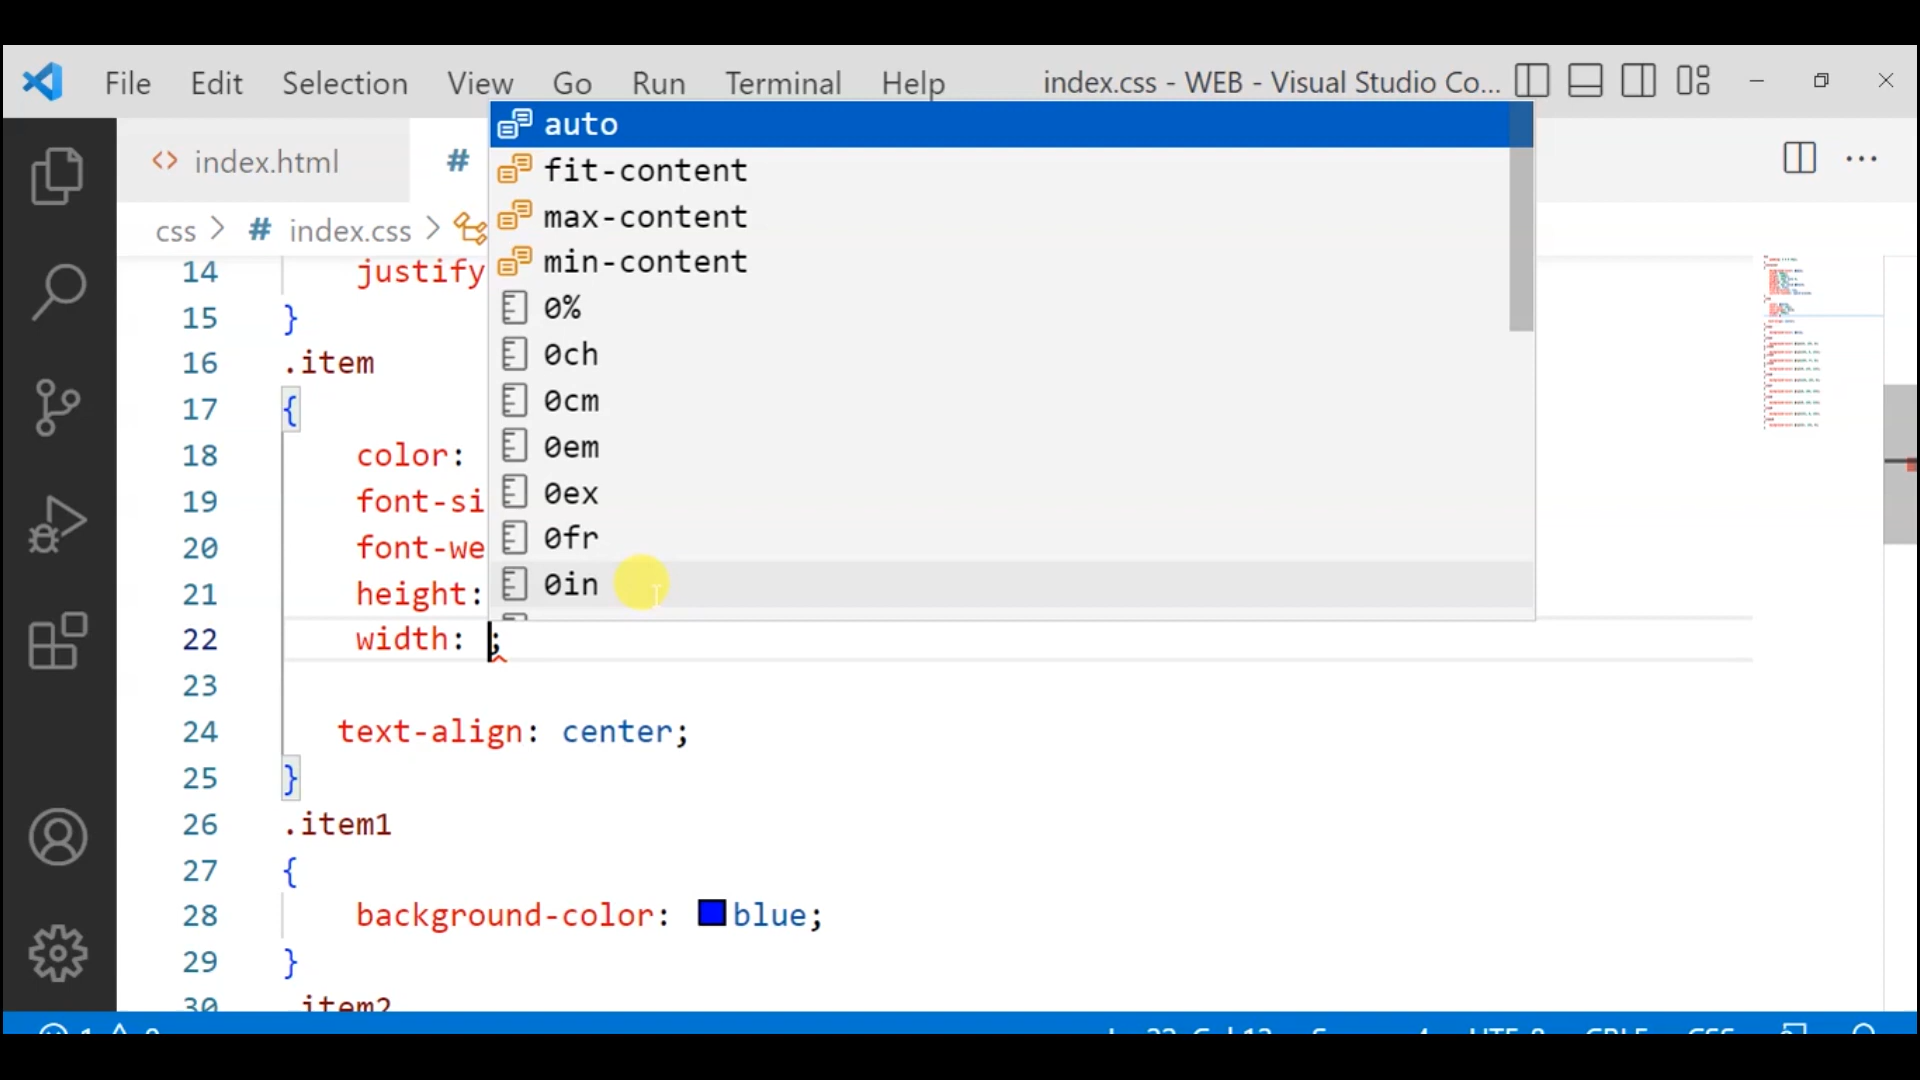 File Edit Selection View Go Run Terminal Help index.css - WEB - Visual Studio Co...
<> index.html #
css > # index.css >
auto
fit-content
max-content
min-content
0%
0ch
0cm
0em
0ex
0fr
0in
14 justify
15 }
16 .item
17 {
18 color:
19 font-si
20 font-we
21 height:
22 width: ;
23
24 text-align: center;
25 }
26 .item1
27 {
28 background-color: blue;
29 }
30 .item2